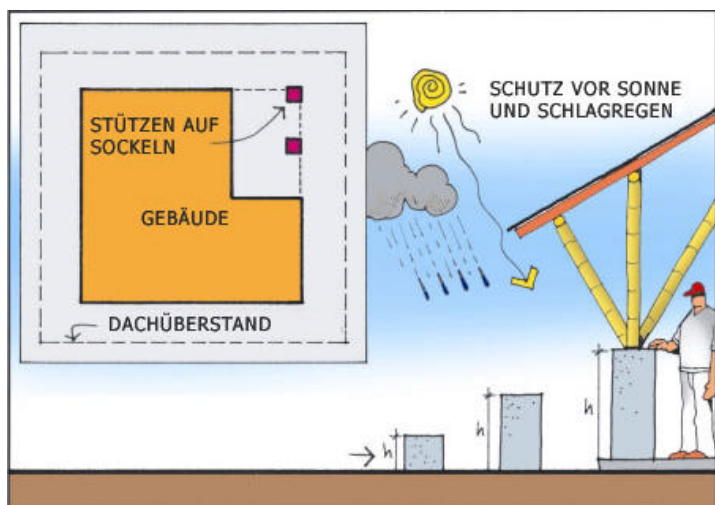 STÜTZEN AUF
SOCKELN
GEBÄUDE
DACHÜBERSTAND
SCHUTZ VOR SONNE
UND SCHLAGREGEN
h
h
h